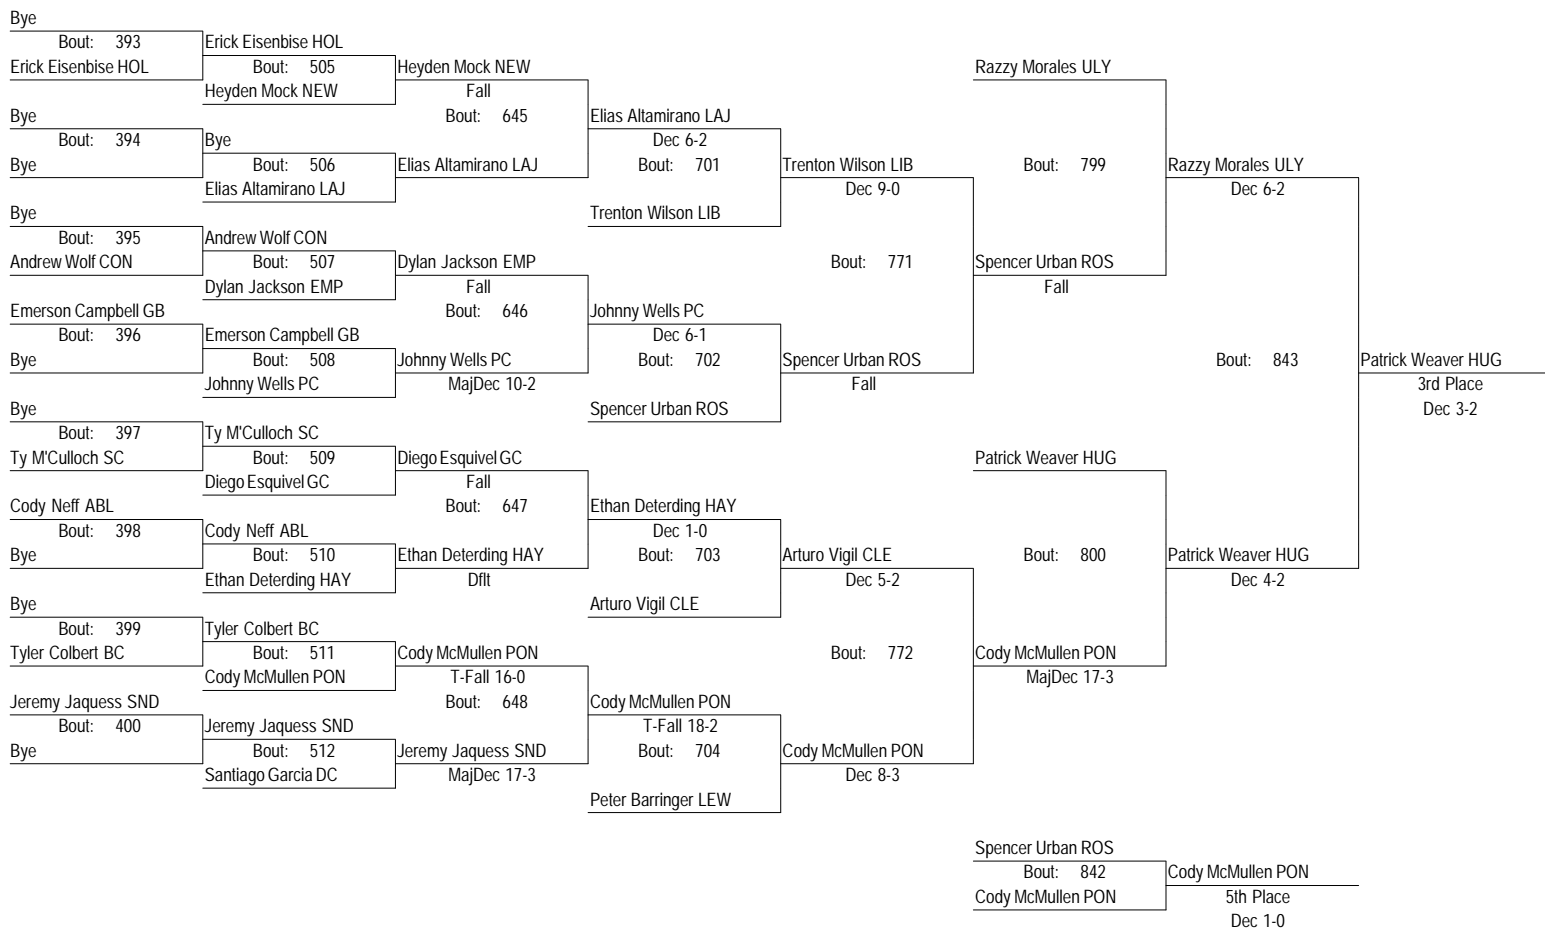 Bye
Bout: 393
Erick Eisenbise HOL
Bye
Bout: 394
Bye
Bye
Bout: 395
Andrew Wolf CON
Emerson Campbell GB
Bout: 396
Bye
Bye
Bout: 397
Ty M'Culloch SC
Cody Neff ABL
Bout: 398
Bye
Bye
Bout: 399
Tyler Colbert BC
Jeremy Jaquess SND
Bout: 400
Bye
Erick Eisenbise HOL
Bout: 505
Heyden Mock NEW
Bye
Bout: 506
Elias Altamirano LAJ
Andrew Wolf CON
Bout: 507
Dylan Jackson EMP
Emerson Campbell GB
Bout: 508
Johnny Wells PC
Ty M'Culloch SC
Bout: 509
Diego Esquivel GC
Cody Neff ABL
Bout: 510
Ethan Deterding HAY
Tyler Colbert BC
Bout: 511
Cody McMullen PON
Jeremy Jaquess SND
Bout: 512
Santiago Garcia DC
Heyden Mock NEW
Fall
Bout: 645
Elias Altamirano LAJ
Dylan Jackson EMP
Fall
Bout: 646
Johnny Wells PC
MajDec 10-2
Diego Esquivel GC
Fall
Bout: 647
Ethan Deterding HAY
Dflt
Cody McMullen PON
T-Fall 16-0
Bout: 648
Jeremy Jaquess SND
MajDec 17-3
Elias Altamirano LAJ
Dec 6-2
Bout: 701
Trenton Wilson LIB
Johnny Wells PC
Dec 6-1
Bout: 702
Spencer Urban ROS
Ethan Deterding HAY
Dec 1-0
Bout: 703
Arturo Vigil CLE
Cody McMullen PON
T-Fall 18-2
Bout: 704
Peter Barringer LEW
Trenton Wilson LIB
Dec 9-0
Bout: 771
Spencer Urban ROS
Fall
Arturo Vigil CLE
Dec 5-2
Bout: 772
Cody McMullen PON
Dec 8-3
Razzy Morales ULY
Bout: 799
Spencer Urban ROS
Fall
Patrick Weaver HUG
Bout: 800
Cody McMullen PON
MajDec 17-3
Razzy Morales ULY
Dec 6-2
Bout: 843
Patrick Weaver HUG
Dec 4-2
Patrick Weaver HUG
3rd Place
Dec 3-2
Spencer Urban ROS
Bout: 842
Cody McMullen PON
Cody McMullen PON
5th Place
Dec 1-0